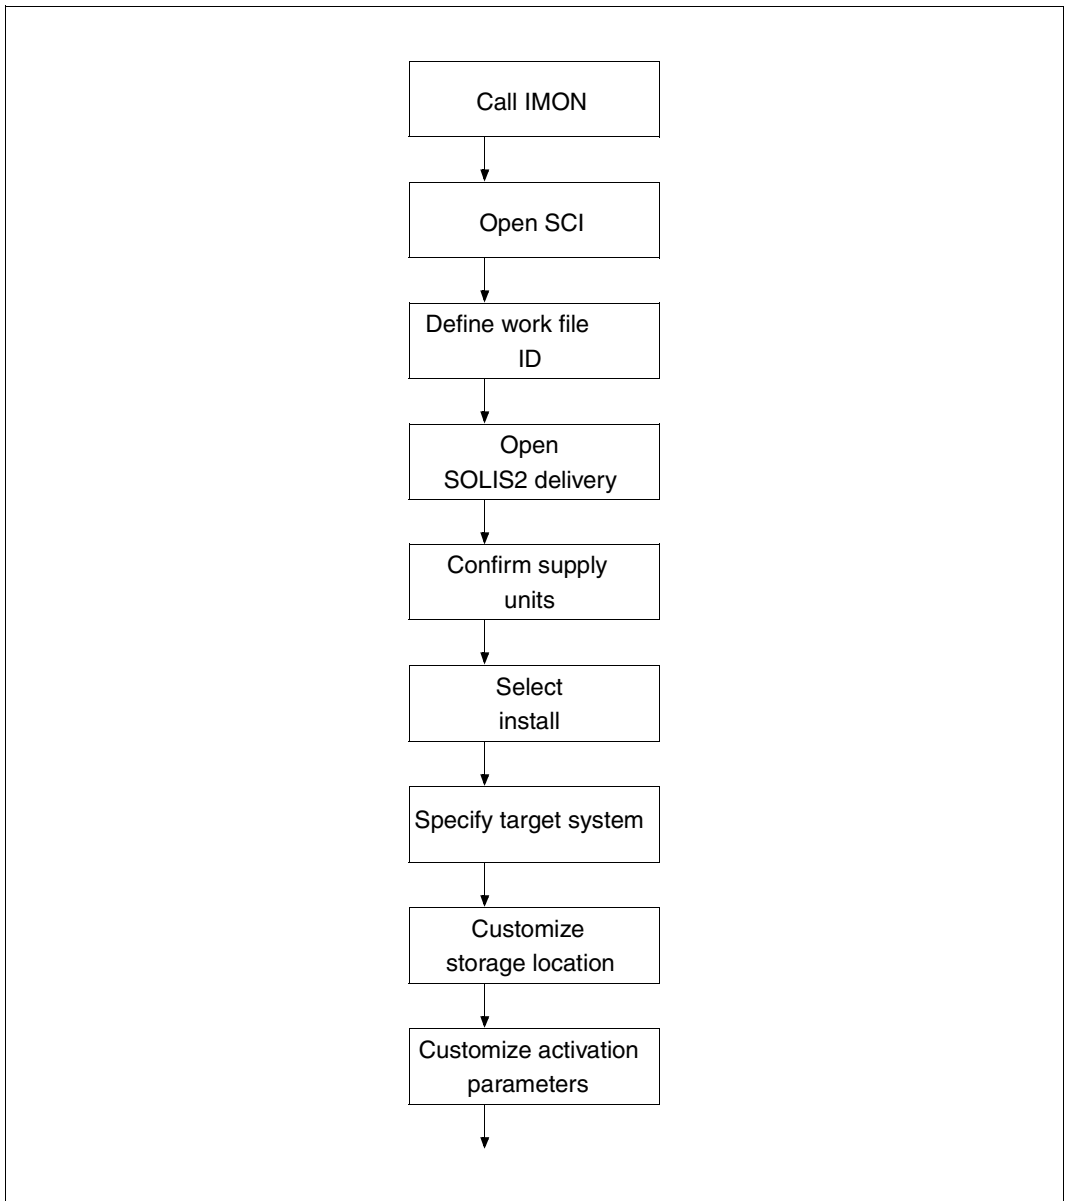 Call IMON
Open SCI
Define work file
ID
Open
SOLIS2 delivery
Confirm supply
units
Select
install
Specify target system
Customize
storage location
Customize activation
parameters